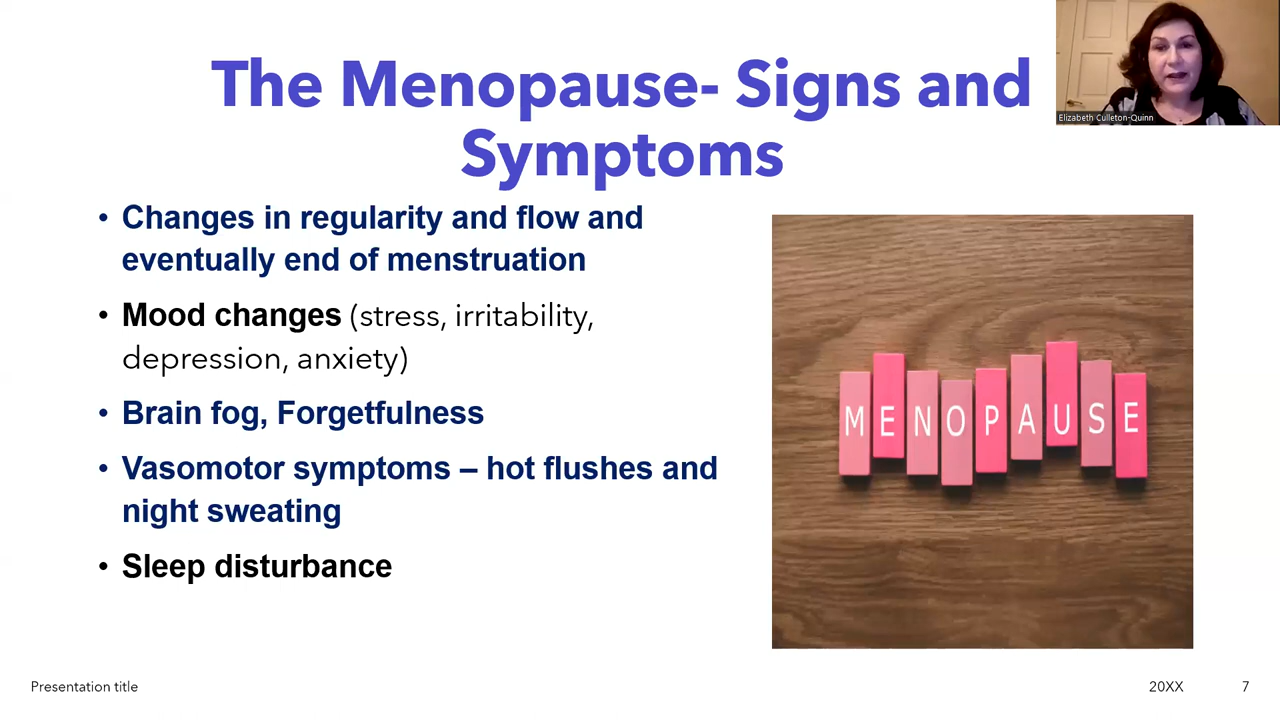 The Menopause- Signs and
Symptoms
Elizabeth Culleton-Quinn
• Changes in regularity and flow and
eventually end of menstruation
• Mood changes (stress, irritability,
depression, anxiety)
• Brain fog, Forgetfulness
• Vasomotor symptoms – hot flushes and
night sweating
• Sleep disturbance
MENOPAUSE
Presentation title
20XX
7